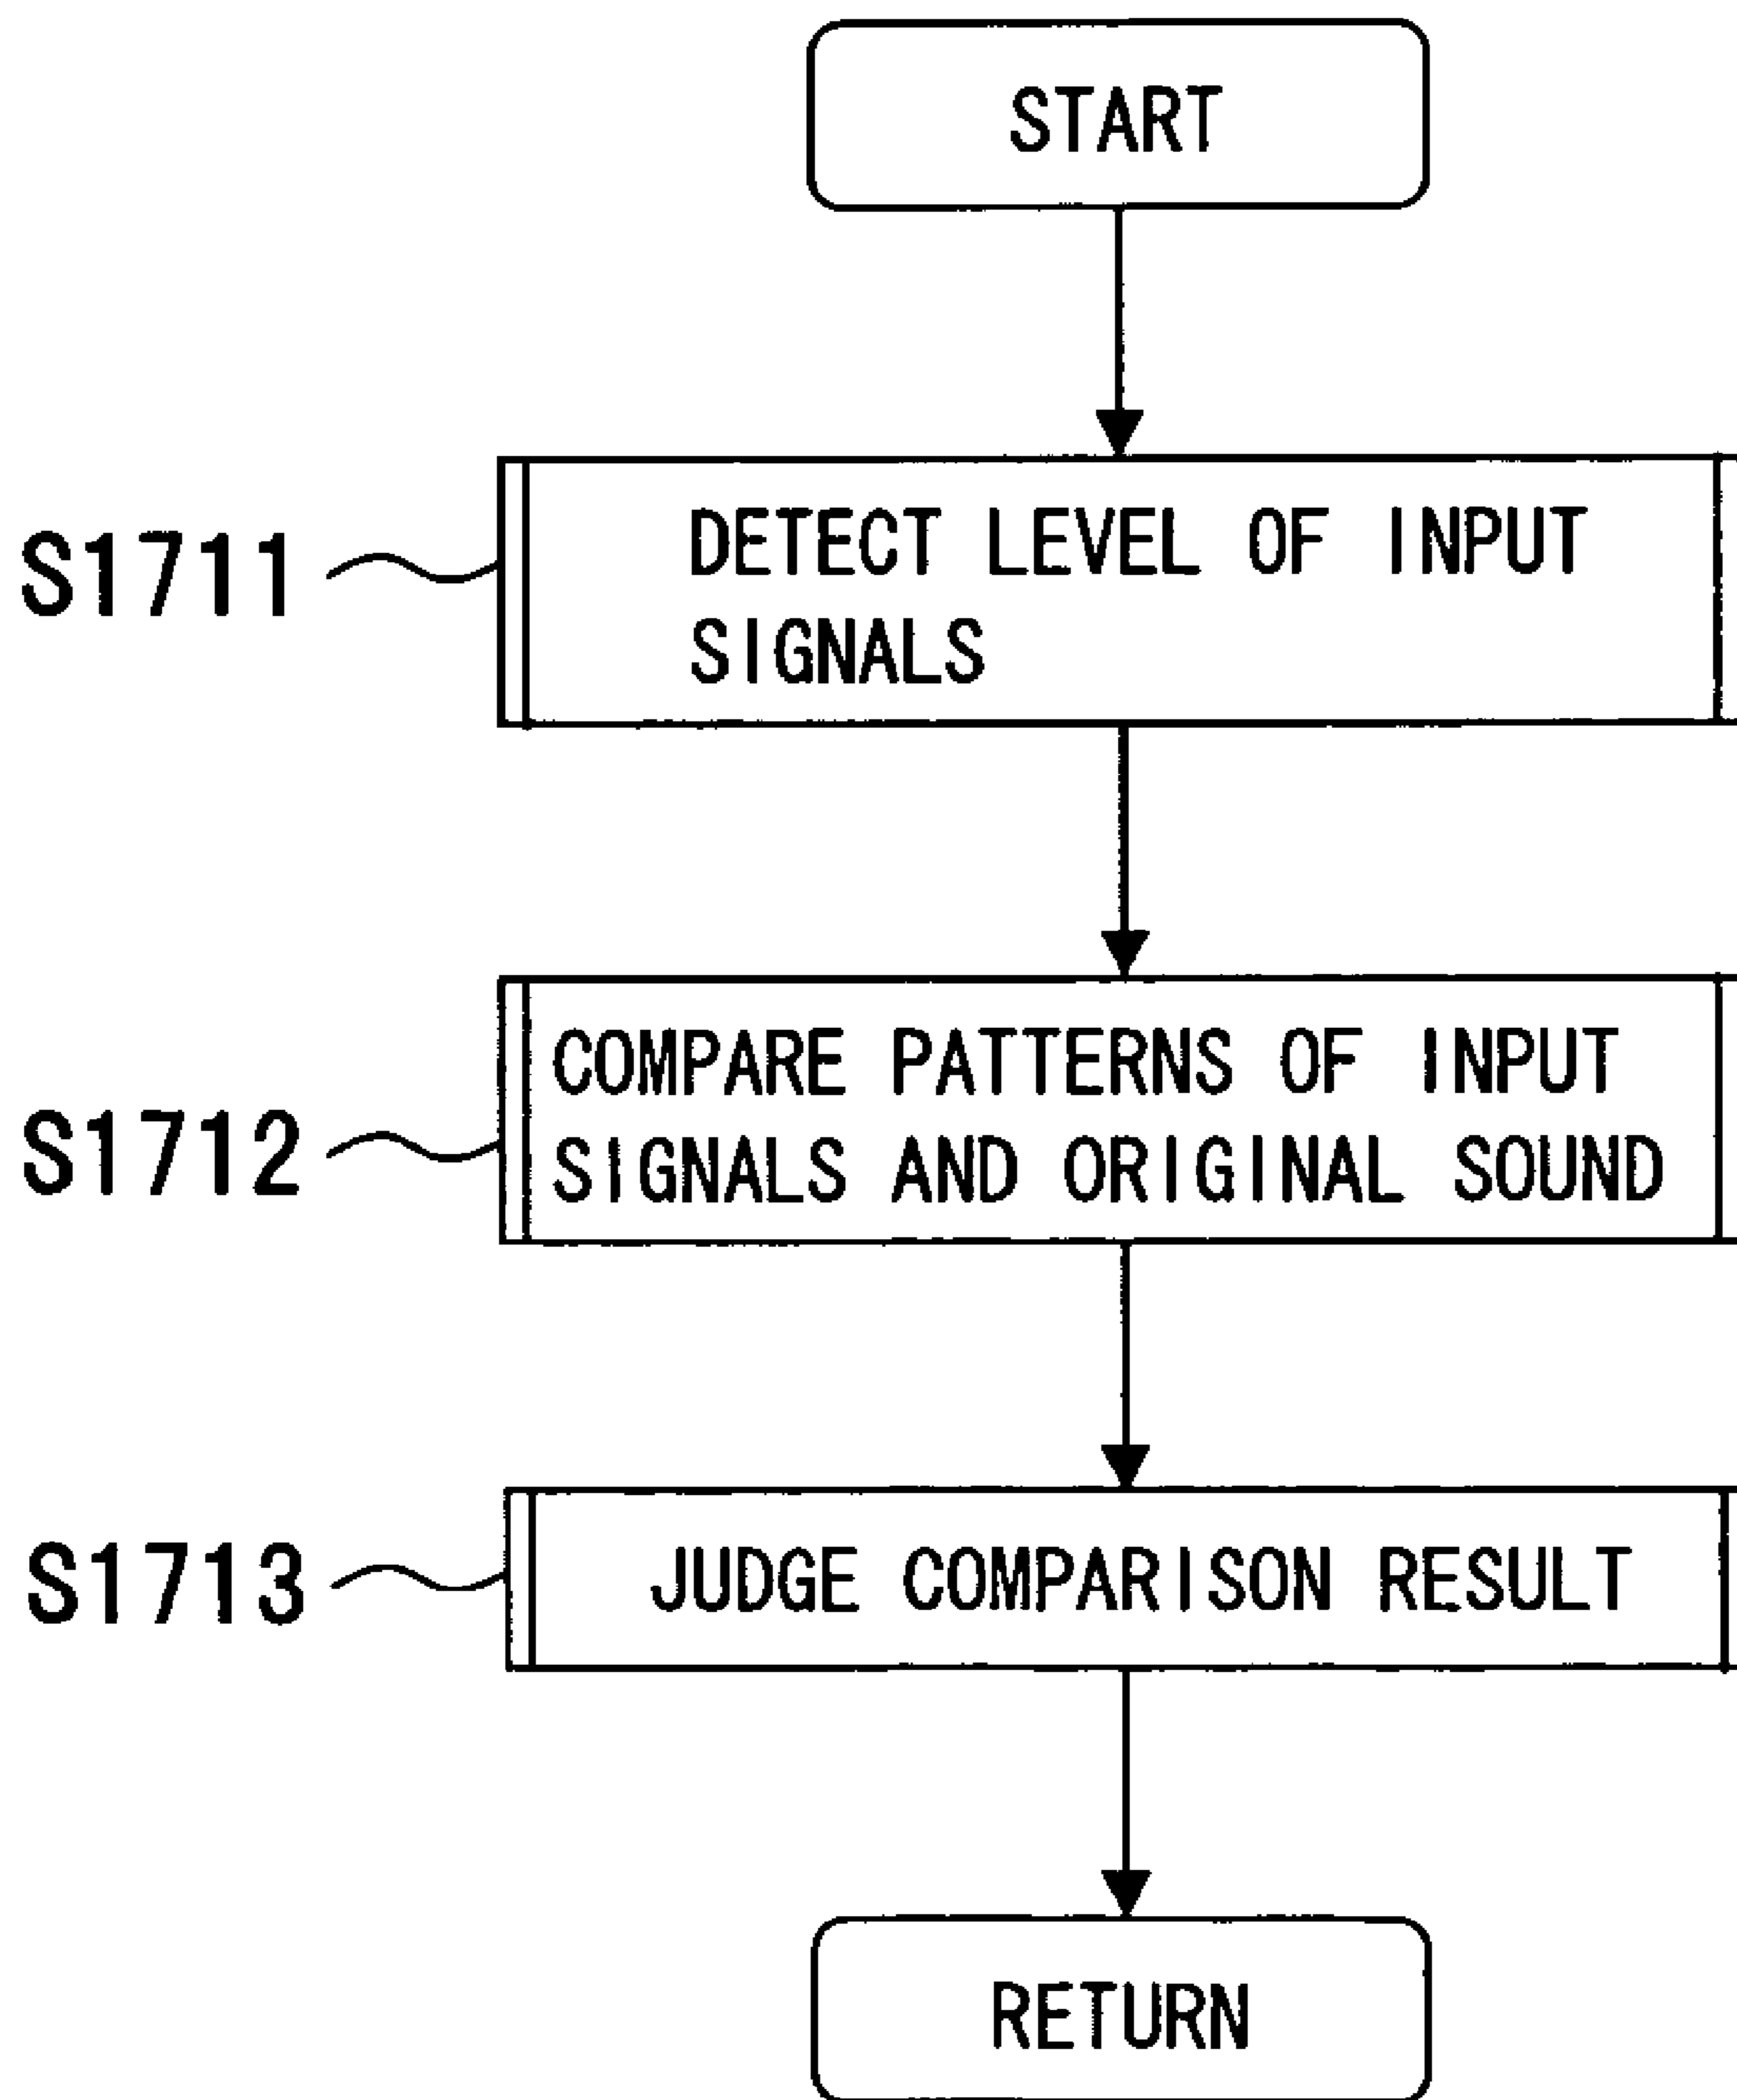 START
S1711
DETECT LEVEL OF INPUT
SIGNALS
S1712
COMPARE PATTERNS OF INPUT
SIGNALS AND ORIGINAL SOUND
S1713
JUDGE COMPARISON RESULT
RETURN